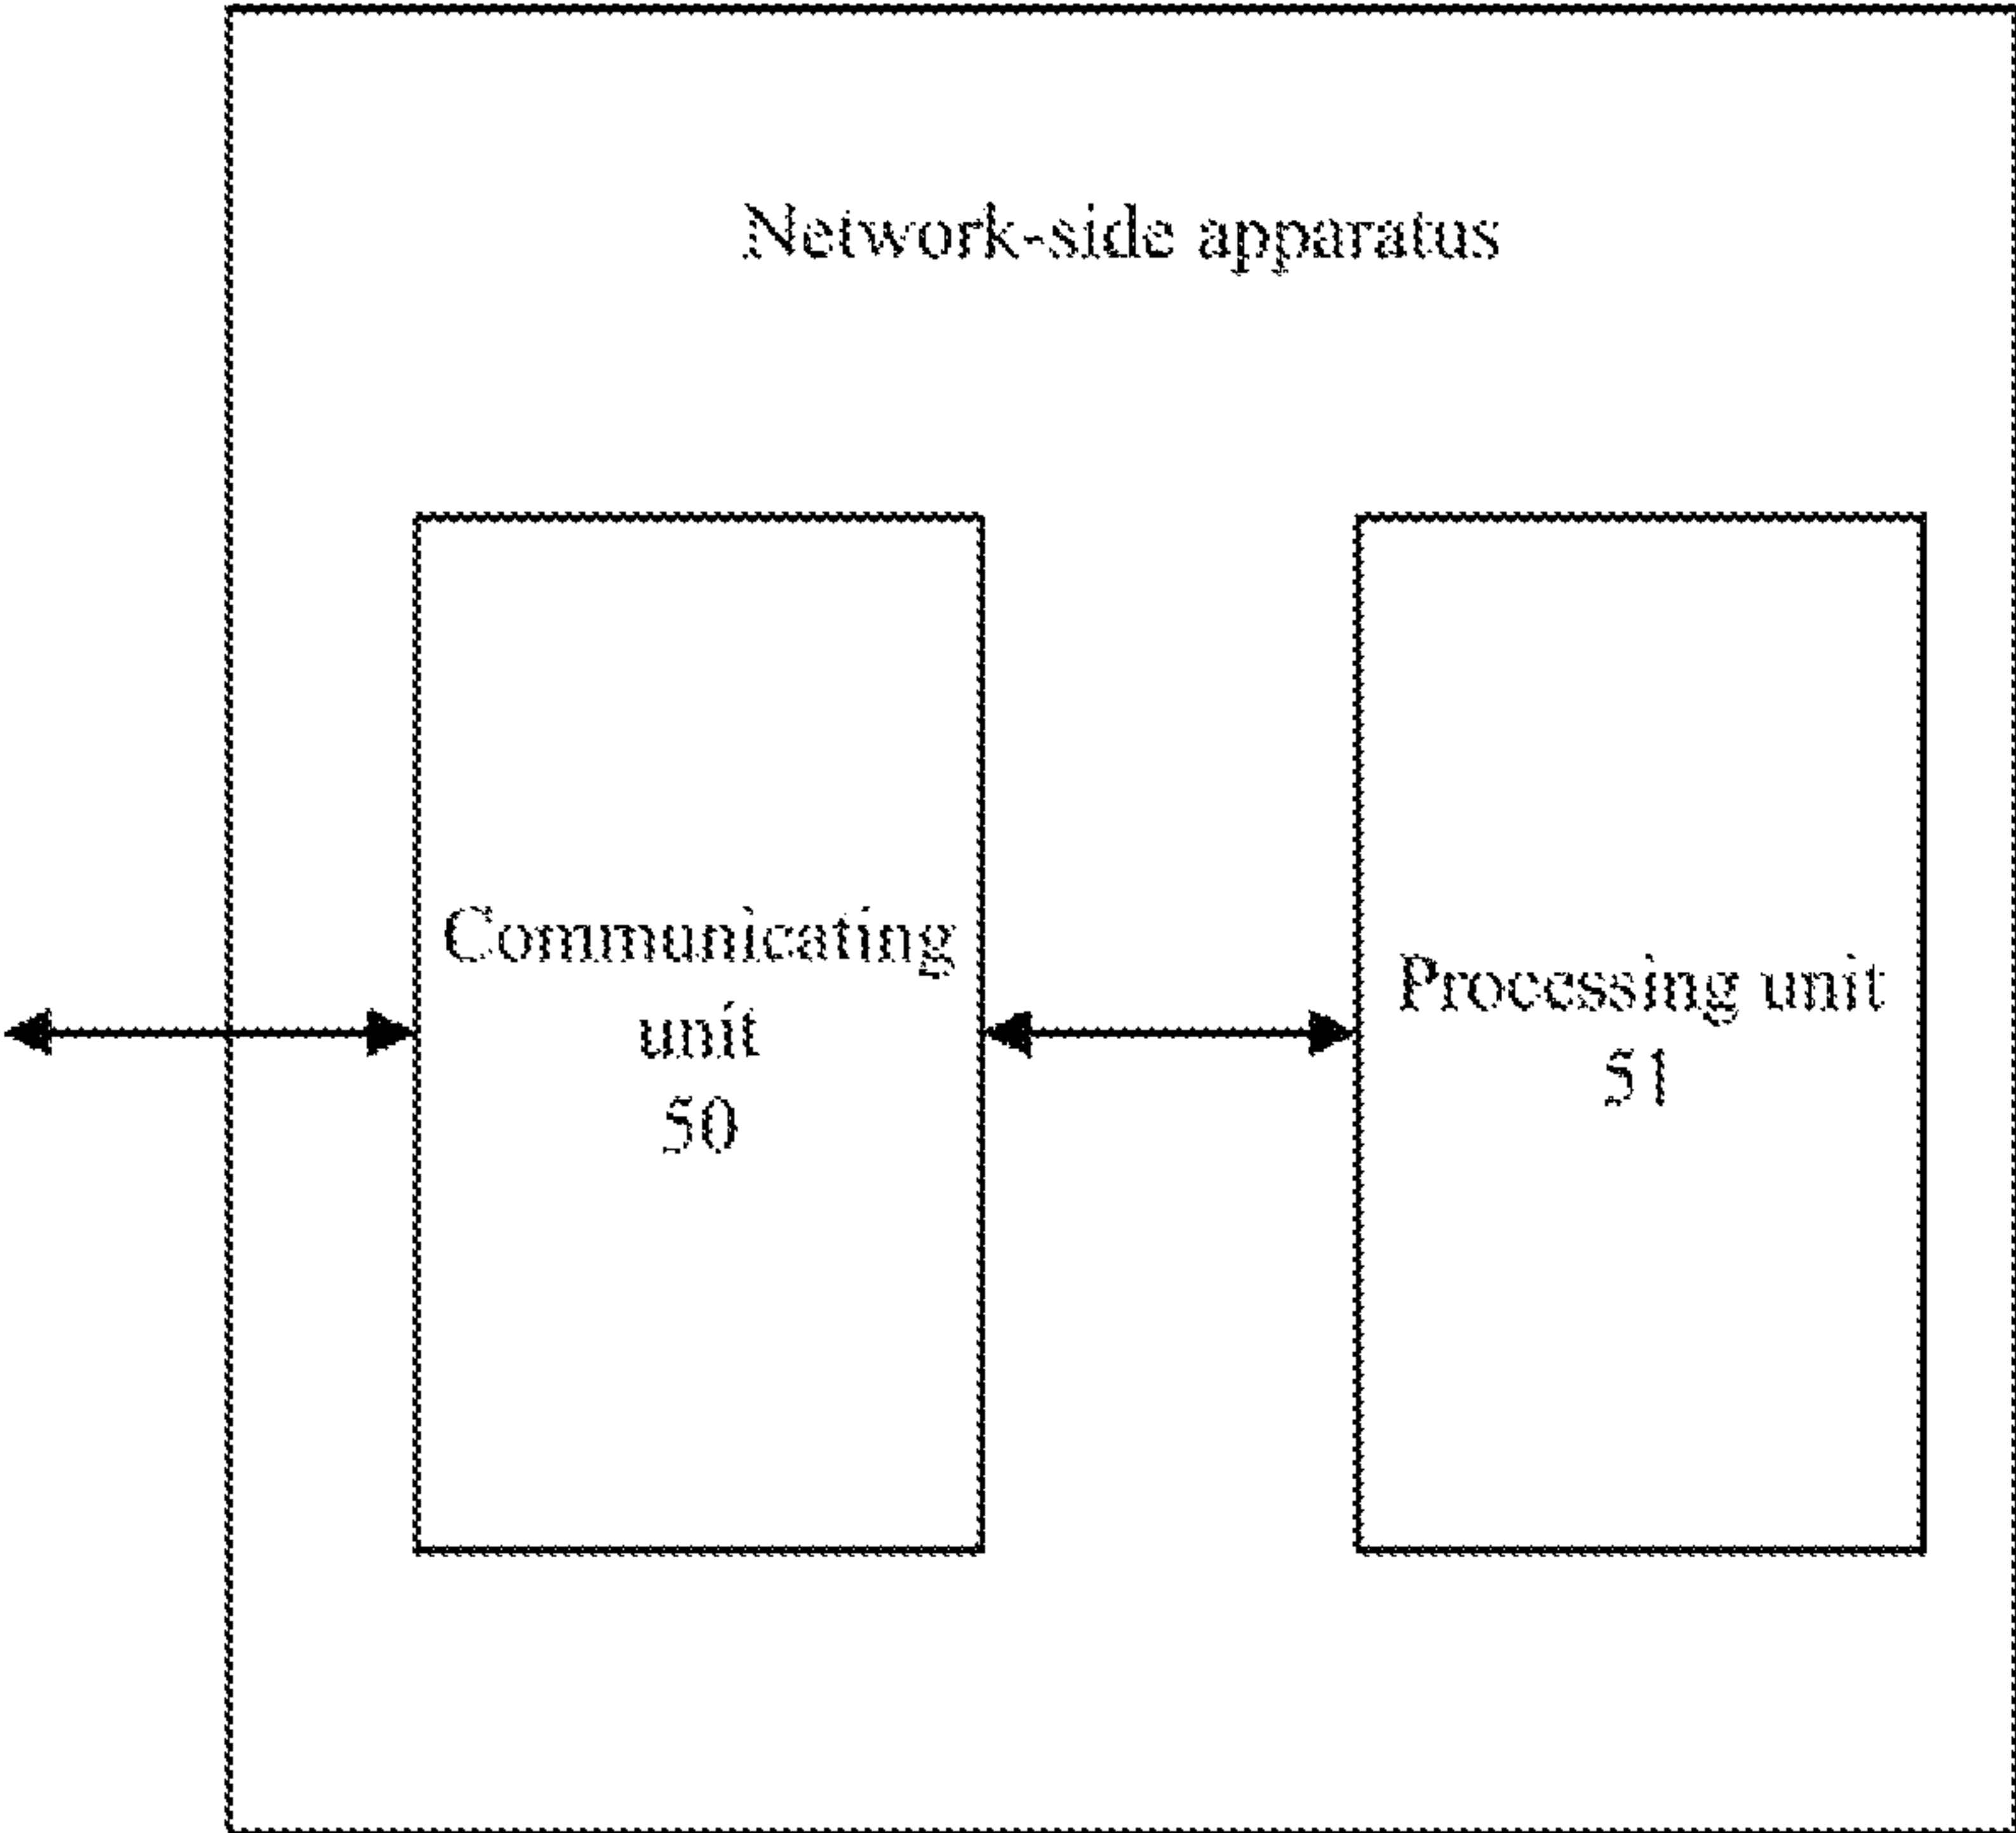 Network-side apparatus
Communicating
unit
50
Processing unit
51